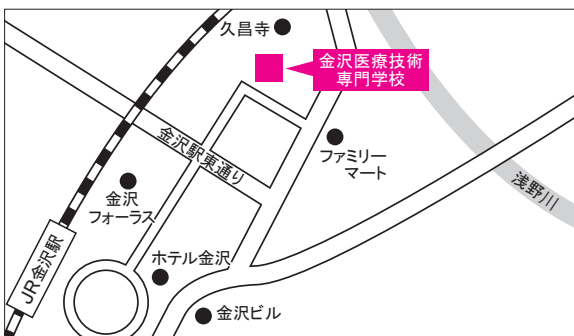 久昌寺
金沢医療技術
専門学校
金沢駅東通り
ファミリー
マート
浅野川
金沢
フォーラス
JR金沢駅
ホテル金沢
金沢ビル